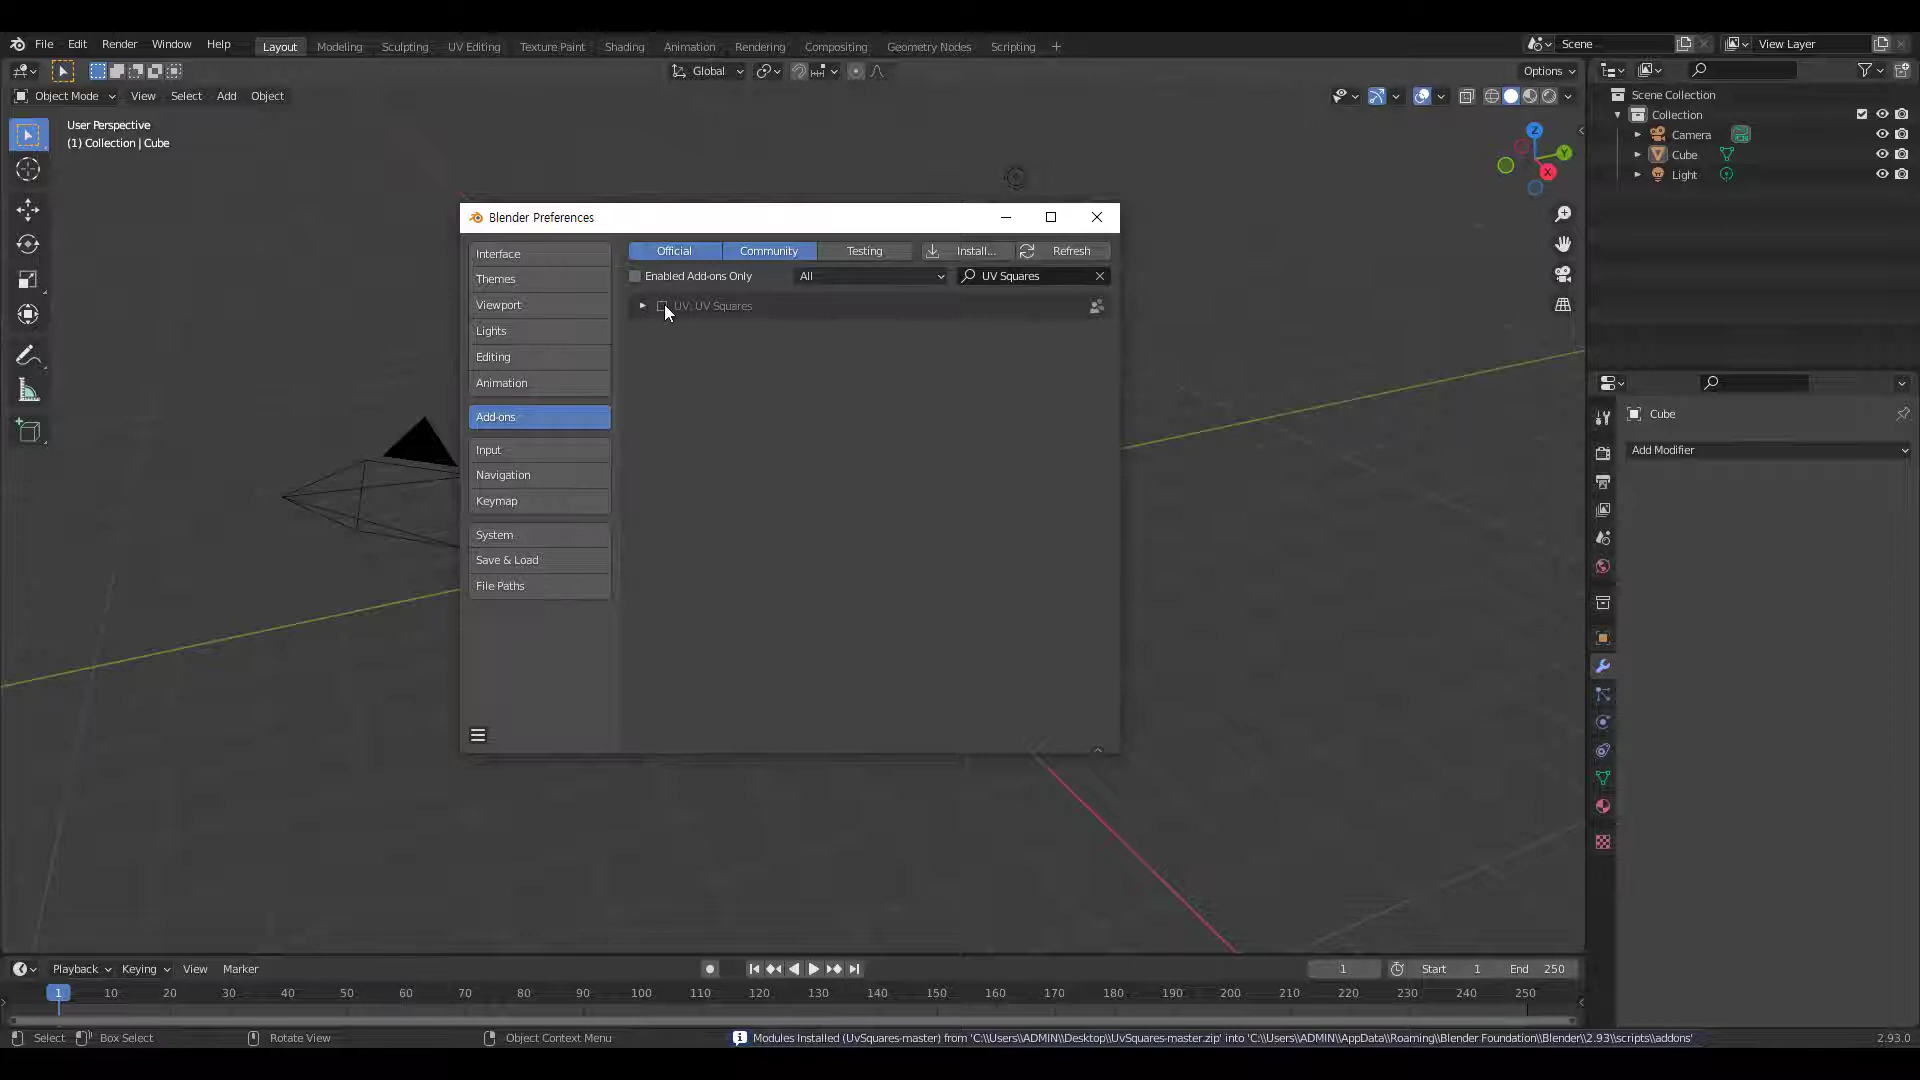 File Edit Render Window Help Layout Modeling Sculpting UV Editing Texture Paint Shading Animation Rendering Compositing Geometry Nodes Scripting Scene View Layer
Global Options
Object Mode View Select Add Object
User Perspective
(1) Collection | Cube
Scene Collection
Collection
Camera
Cube
Light
Z
Y
X
Blender Preferences
Interface
Themes
Viewport
Lights
Editing
Animation
Add-ons
Input
Navigation
Keymap
System
Save & Load
File Paths
Official Community Testing Install... Refresh
Enabled Add-ons Only All UV Squares
UV: UV Squares
Cube
Add Modifier
Playback Keying View Marker 1 Start 1 End 250
1 10 20 30 40 50 60 70 80 90 100 110 120 130 140 150 160 170 180 190 200 210 220 230 240 250
Select Box Select Rotate View Object Context Menu Modules Installed (UvSquares-master) from 'C:\\Users\\ADMIN\\Desktop\\UvSquares-master.zip' into 'C:\\Users\\ADMIN\\AppData\\Roaming\\Blender Foundation\\Blender\\2.93\\scripts\\addons' 2.93.0